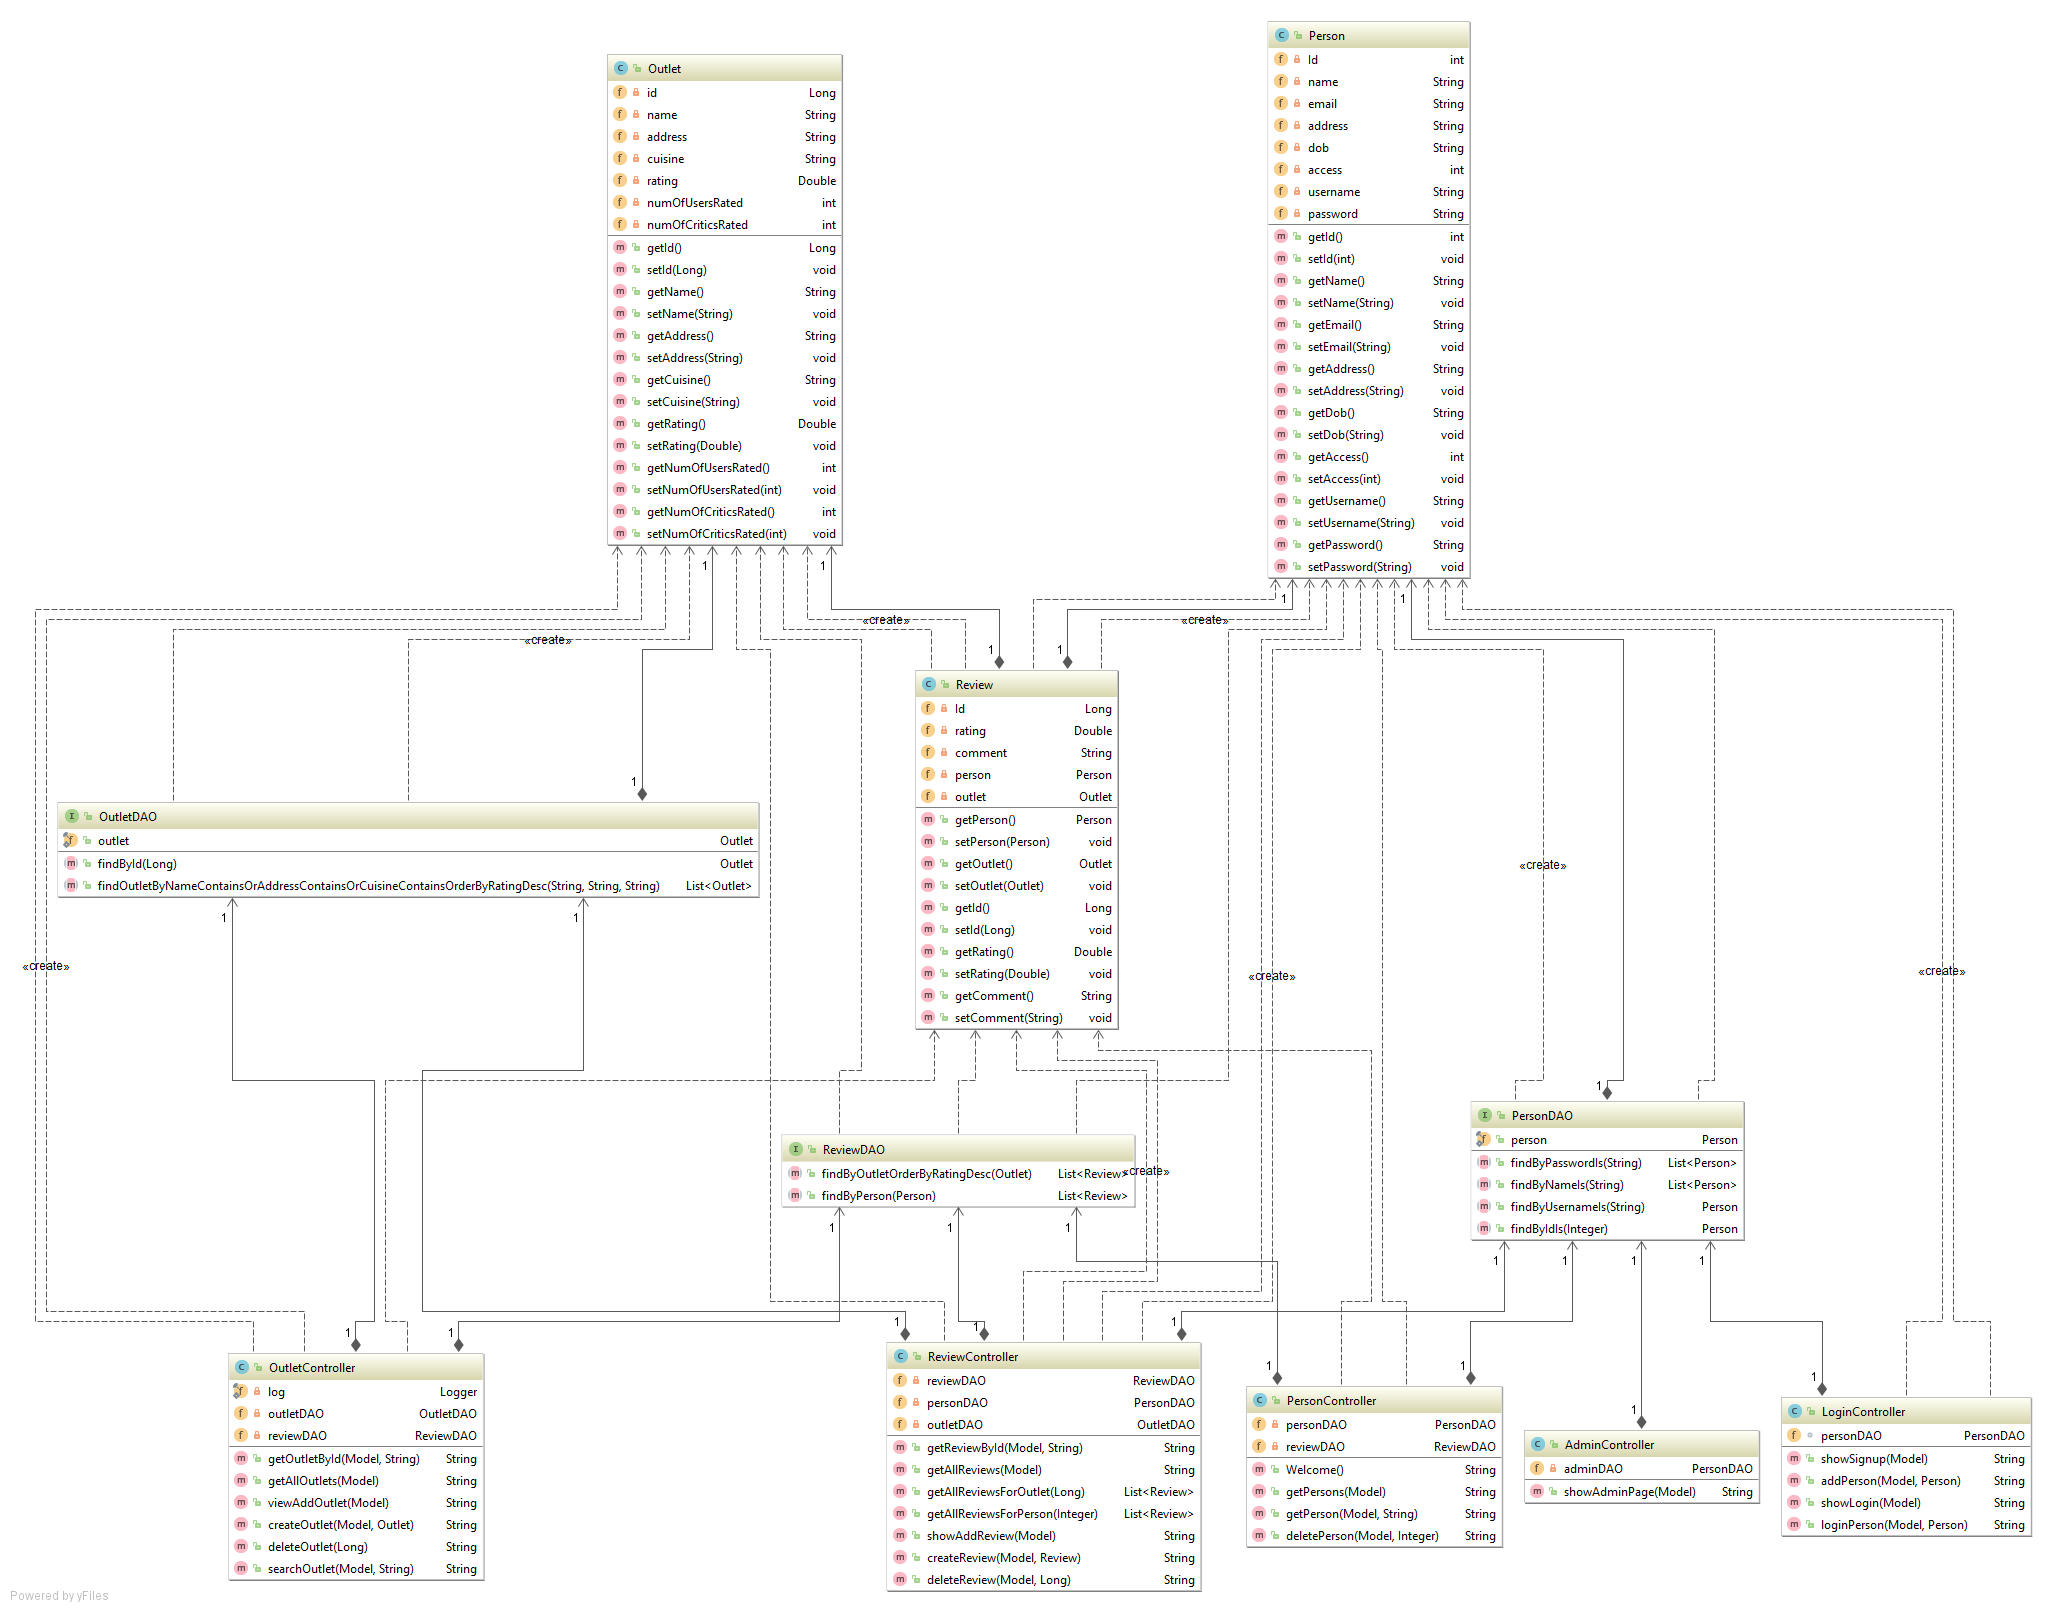 Person
Id int
name String
email String
address String
dob String
access int
username String
password String
getId() int
setId(int) void
getName() String
setName(String) void
getEmail() String
setEmail(String) void
getAddress() String
setAddress(String) void
getDob() String
setDob(String) void
getAccess() int
setAccess(int) void
getUsername() String
setUsername(String) void
getPassword() String
setPassword(String) void
Outlet
id Long
name String
address String
cuisine String
rating Double
numOfUsersRated int
numOfCriticsRated int
getId() Long
setId(Long) void
getName() String
setName(String) void
getAddress() String
setAddress(String) void
getCuisine() String
setCuisine(String) void
getRating() Double
setRating(Double) void
getNumOfUsersRated() int
setNumOfUsersRated(int) void
getNumOfCriticsRated() int
setNumOfCriticsRated(int) void
1
1
1
1
«create»
«create»
«create»
1
1
Review
Id Long
rating Double
comment String
person Person
outlet Outlet
getPerson() Person
setPerson(Person) void
getOutlet() Outlet
setOutlet(Outlet) void
getId() Long
setId(Long) void
getRating() Double
setRating(Double) void
getComment() String
setComment(String) void
1
OutletDAO
outlet Outlet
findById(Long) Outlet
findOutletByNameContainsOrAddressContainsOrCuisineContainsOrderByRatingDesc(String, String, String) List<Outlet>
1
1
«create»
«create»
«create»
«create»
1
PersonDAO
person Person
findByPasswordIs(String) List<Person>
findByNameIs(String) List<Person>
findByUsernameIs(String) Person
findByIdIs(Integer) Person
ReviewDAO
findByOutletOrderByRatingDesc(Outlet) List<Review>
findByPerson(Person) List<Review>
«create»
1
1
1
1
1
1
1
1
1
OutletController
log Logger
outletDAO OutletDAO
reviewDAO ReviewDAO
getOutletById(Model, String) String
getAllOutlets(Model) String
viewAddOutlet(Model) String
createOutlet(Model, Outlet) String
deleteOutlet(Long) String
searchOutlet(Model, String) String
1
1
1
ReviewController
reviewDAO ReviewDAO
personDAO PersonDAO
outletDAO OutletDAO
getReviewById(Model, String) String
getAllReviews(Model) String
getAllReviewsForOutlet(Long) List<Review>
getAllReviewsForPerson(Integer) List<Review>
showAddReview(Model) String
createReview(Model, Review) String
deleteReview(Model, Long) String
1
1
PersonController
personDAO PersonDAO
reviewDAO ReviewDAO
Welcome() String
getPersons(Model) String
getPerson(Model, String) String
deletePerson(Model, Integer) String
1
AdminController
adminDAO PersonDAO
showAdminPage(Model) String
1
LoginController
personDAO PersonDAO
showSignup(Model) String
addPerson(Model, Person) String
showLogin(Model) String
loginPerson(Model, Person) String
Powered by yFiles